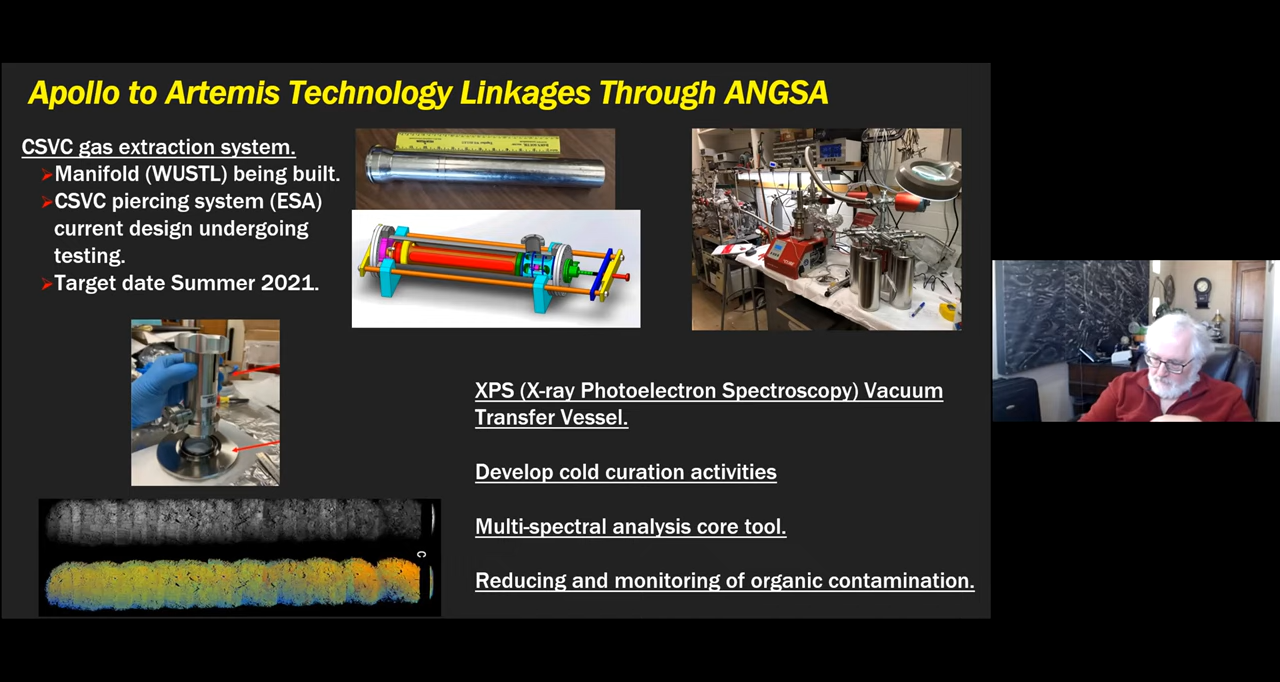 Apollo to Artemis Technology Linkages Through ANGSA
CSVC gas extraction system.
➢Manifold (WUSTL) being built.
➢CSVC piercing system (ESA)
current design undergoing
testing.
➢Target date Summer 2021.
XPS (X-ray Photoelectron Spectroscopy) Vacuum
Transfer Vessel.
Develop cold curation activities
Multi-spectral analysis core tool.
Reducing and monitoring of organic contamination.
C